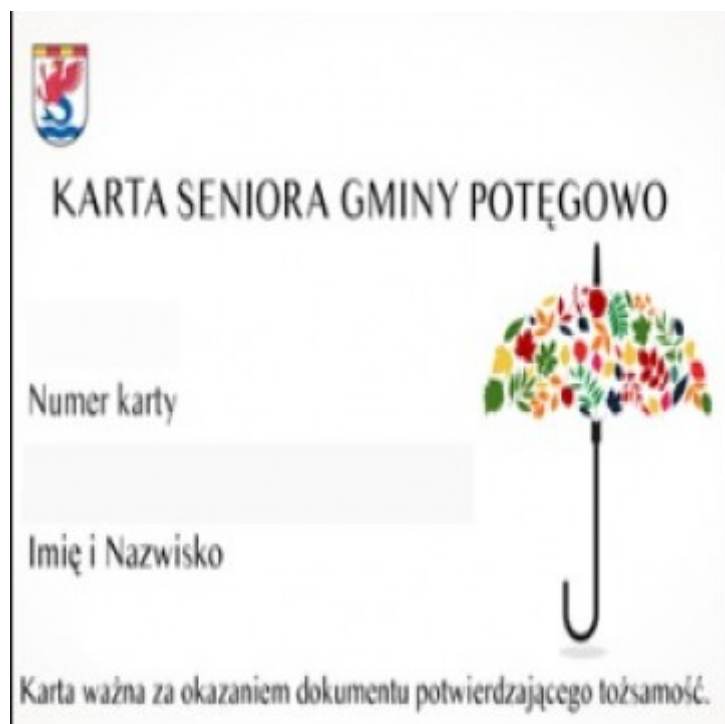 KARTA SENIORA GMINY POTĘGOWO
Numer karty
Imię i Nazwisko
Karta ważna za okazaniem dokumentu potwierdzającego tożsamość.